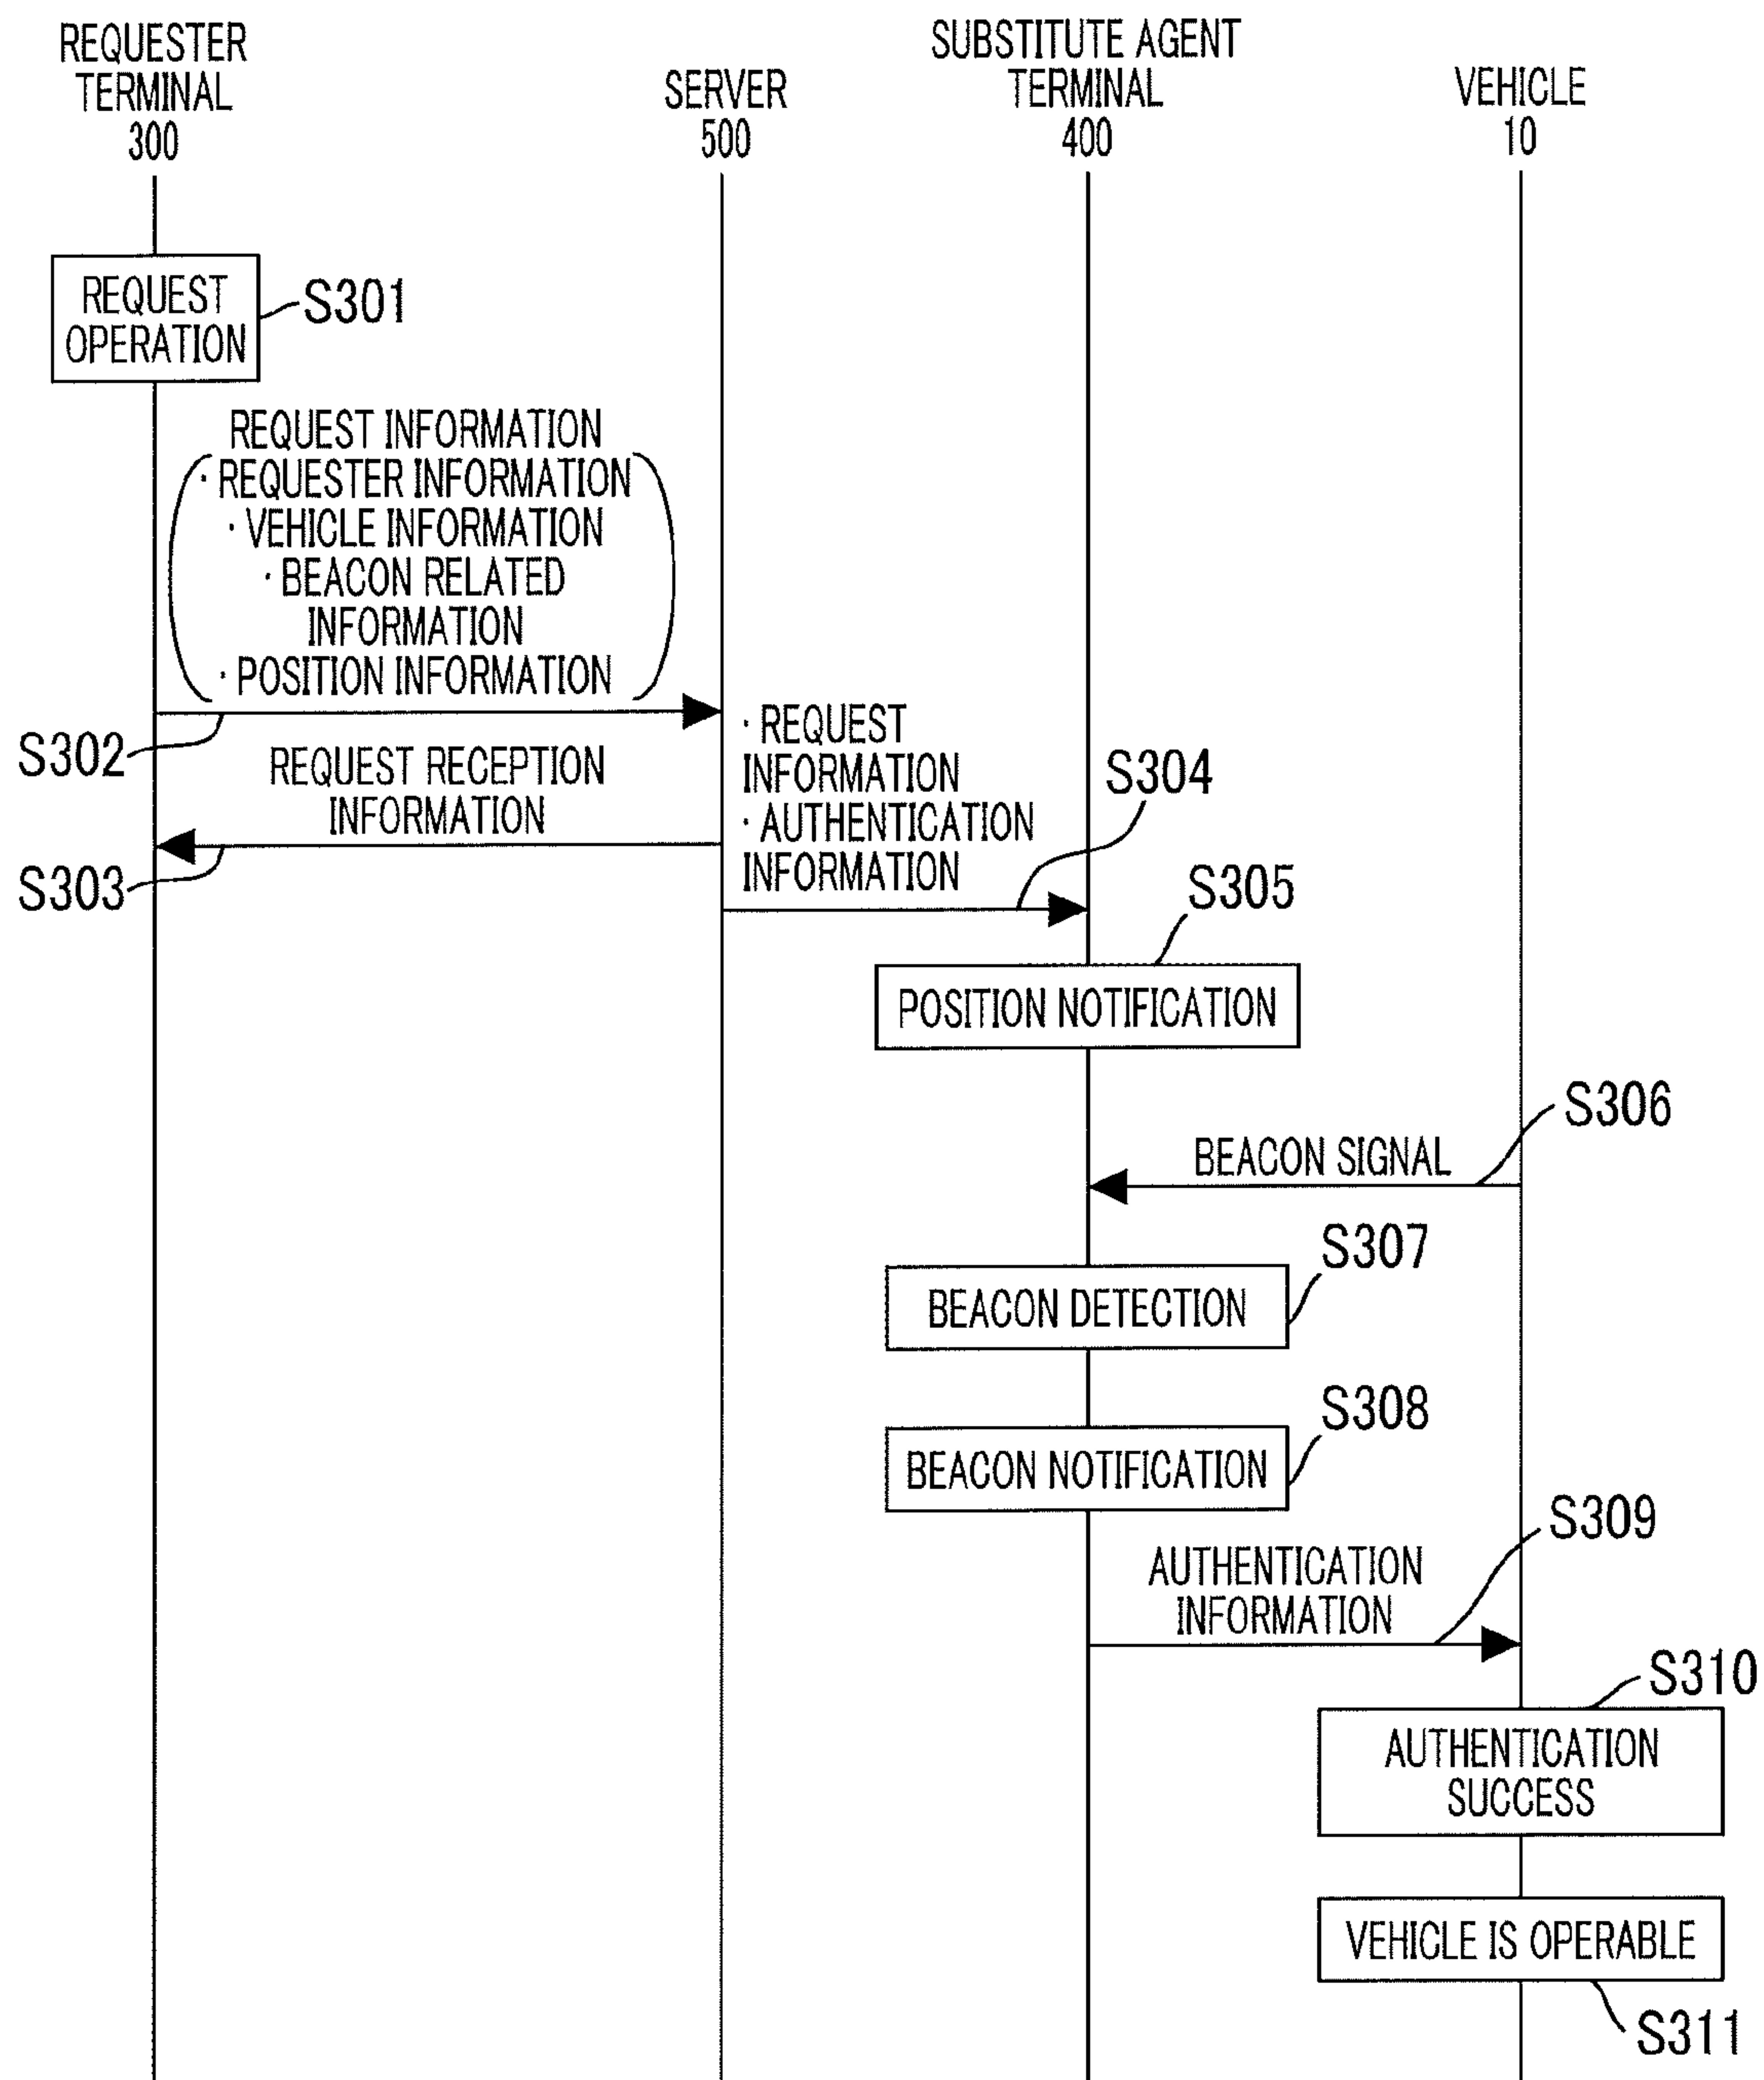 REQUESTER
TERMINAL
300
SERVER
500
SUBSTITUTE AGENT
TERMINAL
400
VEHICLE
10
REQUEST
OPERATION
S301
REQUEST INFORMATION
· REQUESTER INFORMATION
· VEHICLE INFORMATION
· BEACON RELATED
INFORMATION
· POSITION INFORMATION
S302
REQUEST RECEPTION
INFORMATION
S303
· REQUEST
INFORMATION
· AUTHENTICATION
INFORMATION
S304
S305
POSITION NOTIFICATION
S306
BEACON SIGNAL
S307
BEACON DETECTION
S308
BEACON NOTIFICATION
S309
AUTHENTICATION
INFORMATION
S310
AUTHENTICATION
SUCCESS
VEHICLE IS OPERABLE
S311